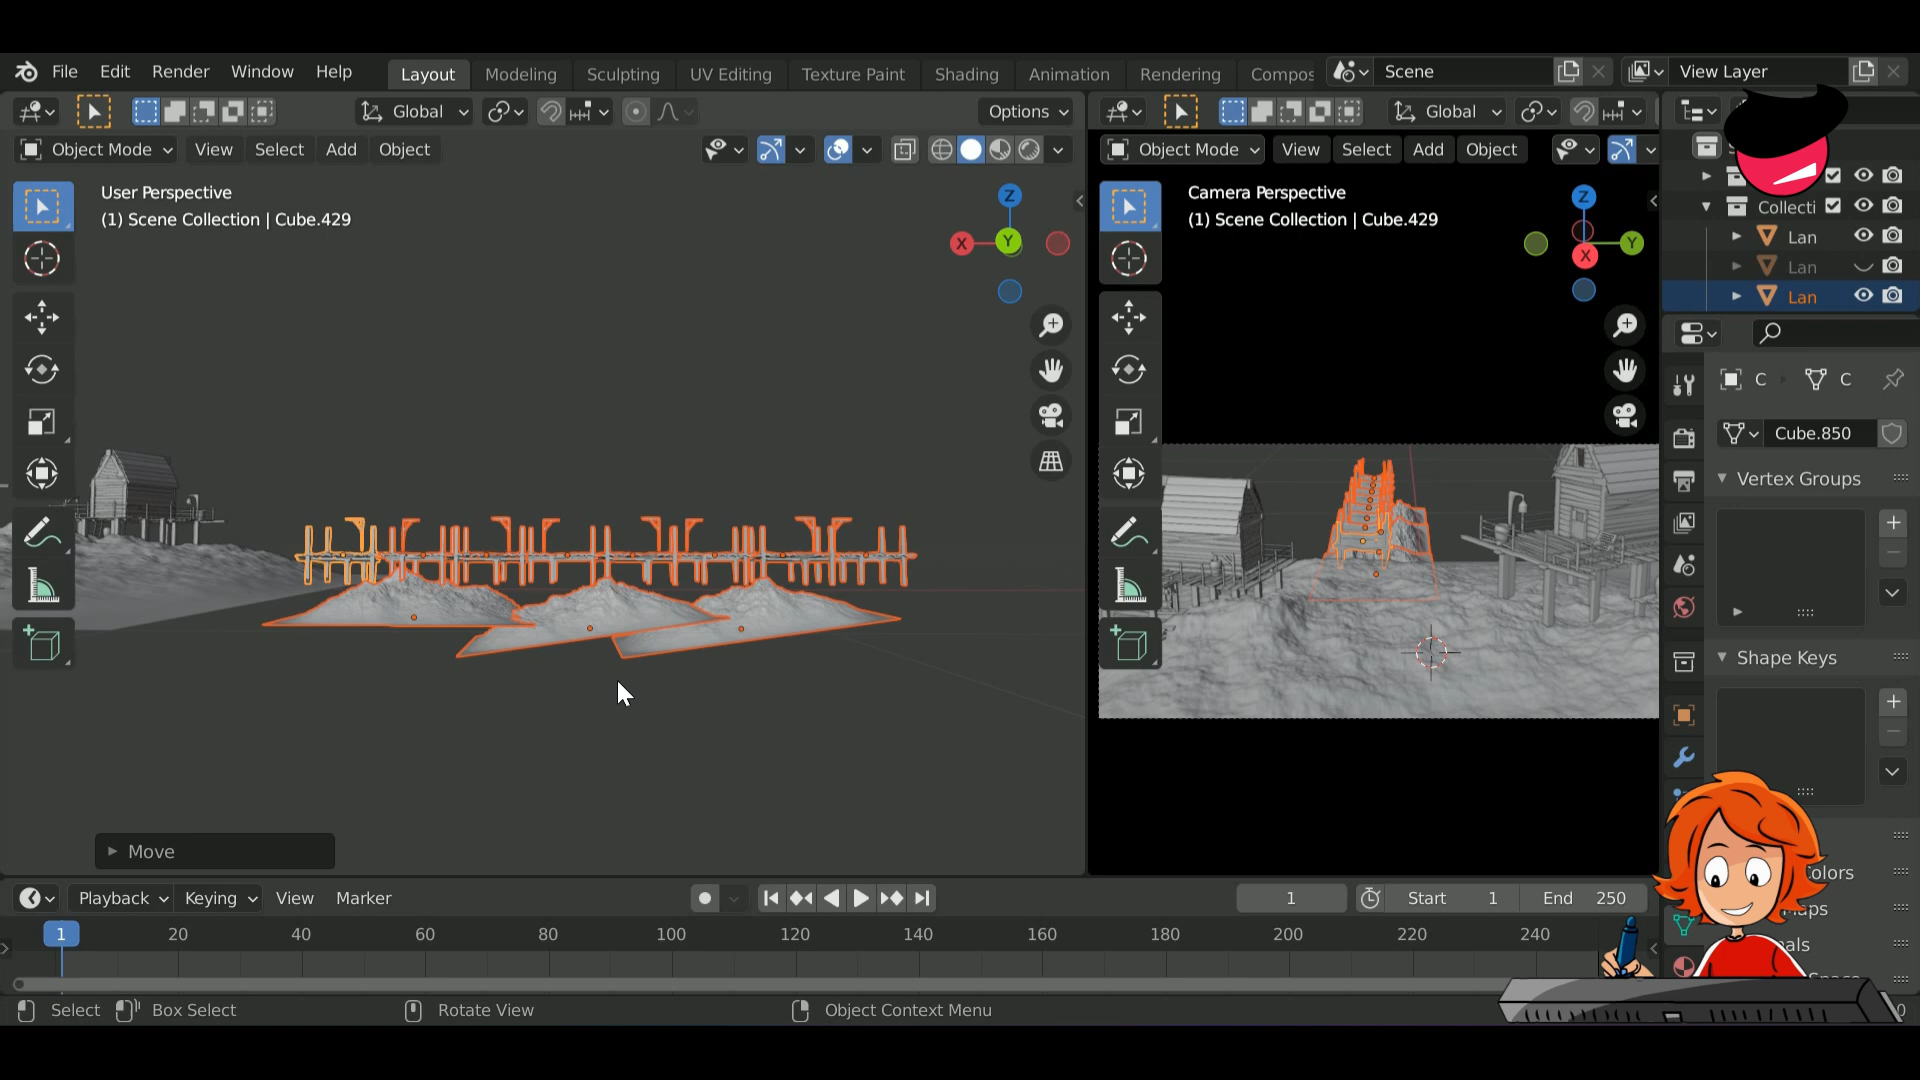 File Edit Render Window Help Layout Modeling Sculpting UV Editing Texture Paint Shading Animation Rendering Compos Scene View Layer
Global Options Global
Object Mode View Select Add Object Object Mode View Select Add Object
User Perspective
(1) Scene Collection | Cube.429
Z
X
Y
Camera Perspective
(1) Scene Collection | Cube.429
Z
Y
X
Collecti
Lan
Lan
Lan
C C
Cube.850
Vertex Groups
Shape Keys
olors
aps
als
Space
Move
Playback Keying View Marker 1 Start 1 End 250
1 20 40 60 80 100 120 140 160 180 200 220 240
Select Box Select Rotate View Object Context Menu